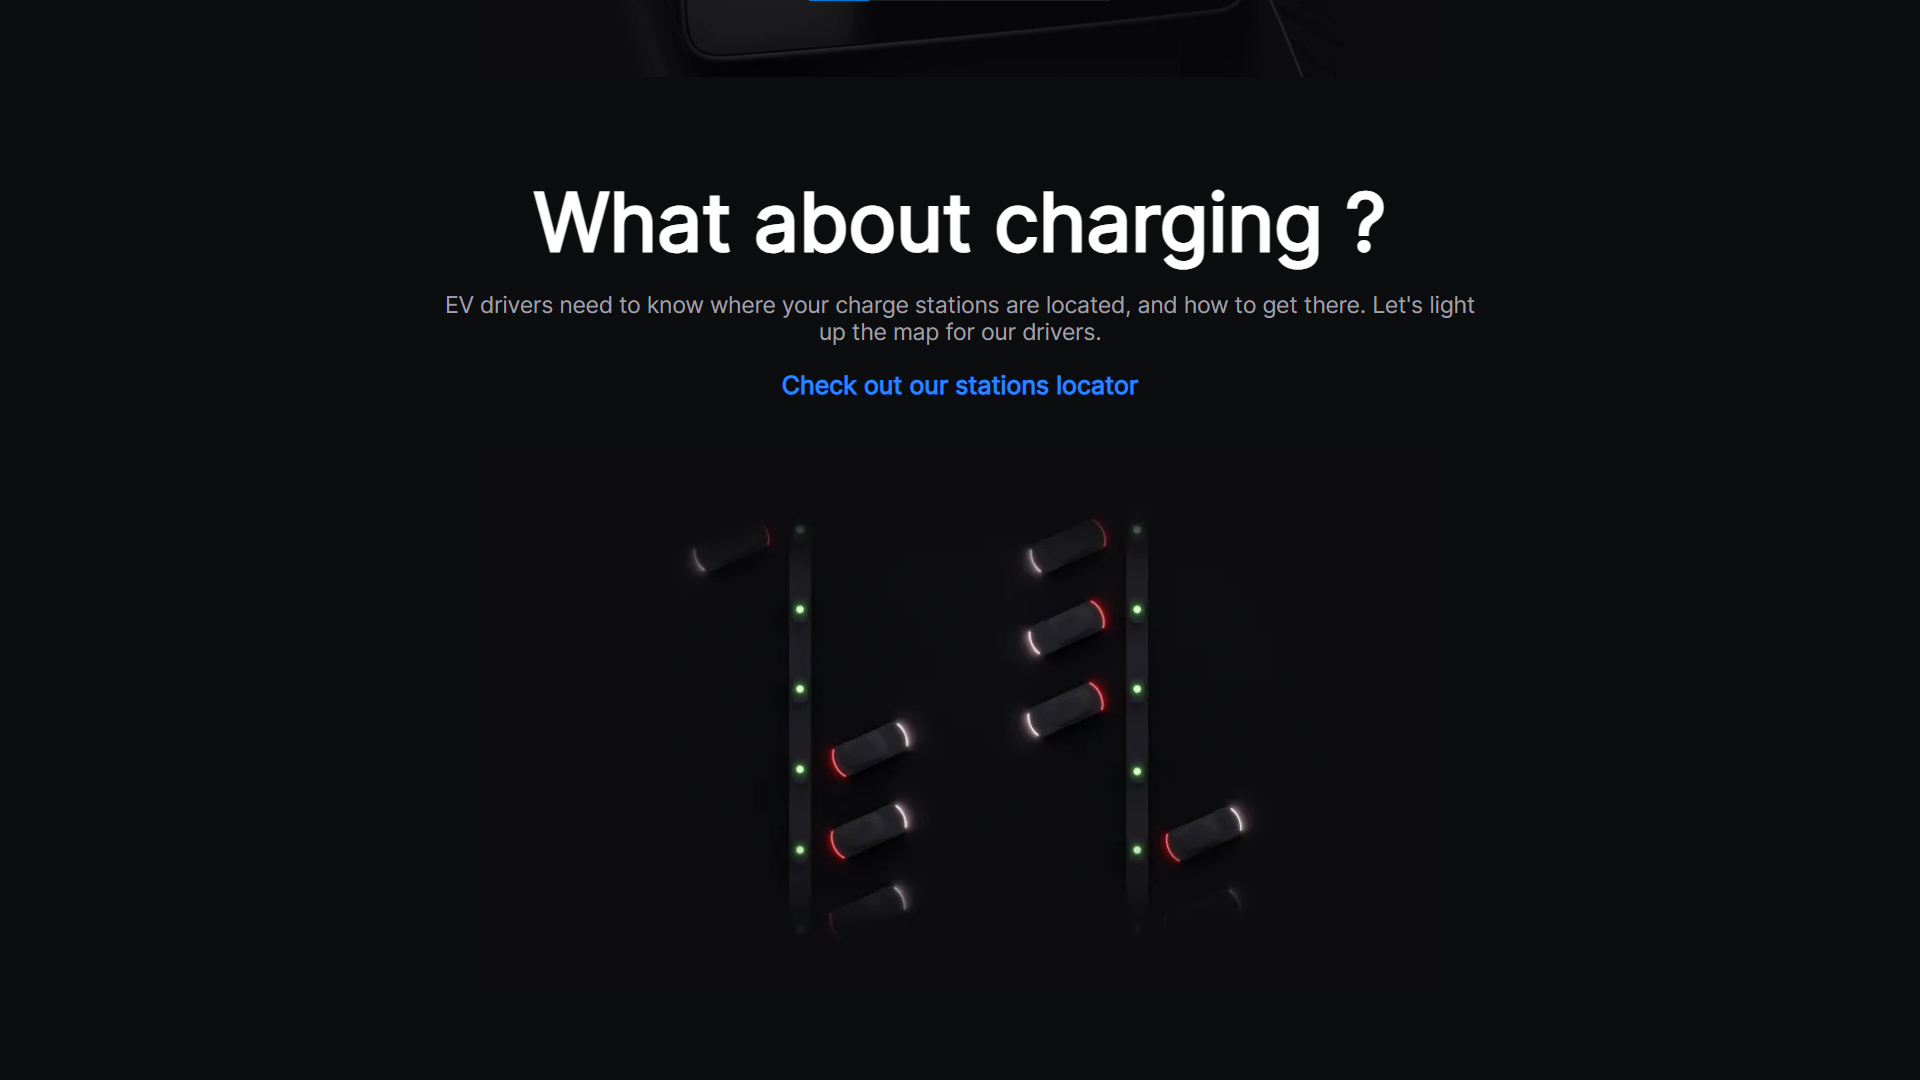 What about charging ?
EV drivers need to know where your charge stations are located, and how to get there. Let's light
up the map for our drivers.
Check out our stations locator